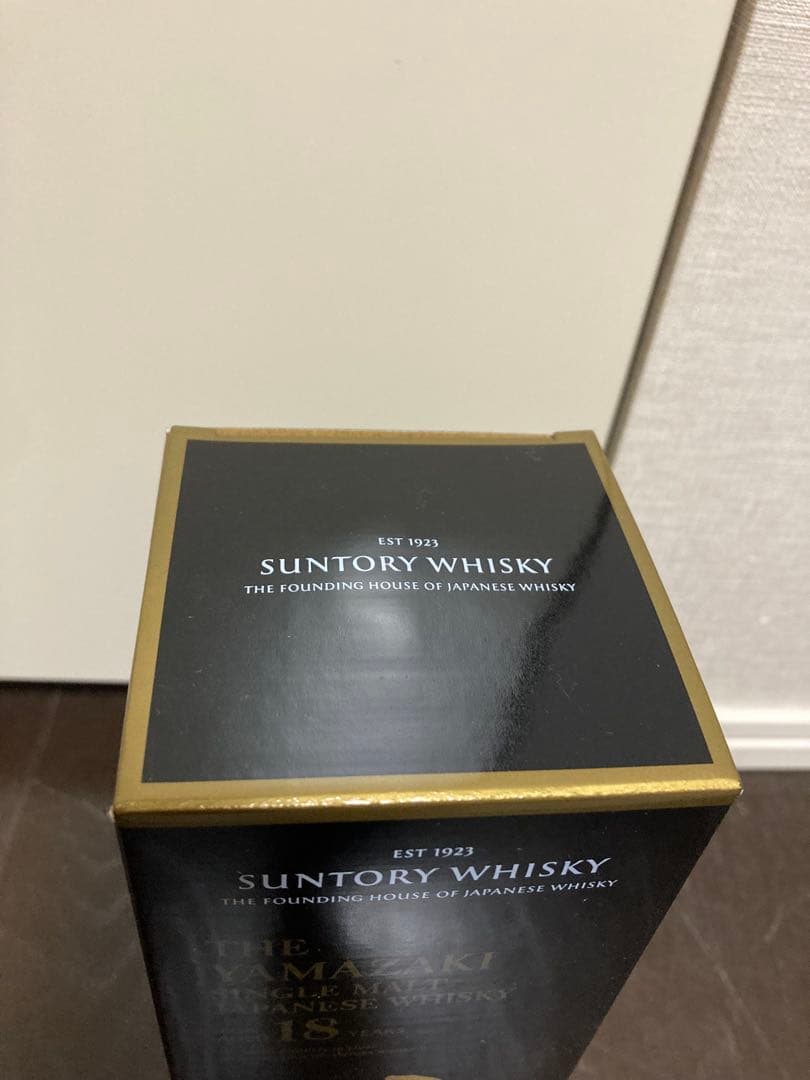 EST 1923
SUNTORY WHISKY
THE FOUNDING HOUSE OF JAPANESE WHISKY
EST 1923
SUNTORY WHISKY
THE FOUNDING HOUSE OF JAPANESE WHISKY
THE
YAMAZAKI
SINGLE MALT
JAPANESE WHISKY
18 YEARS